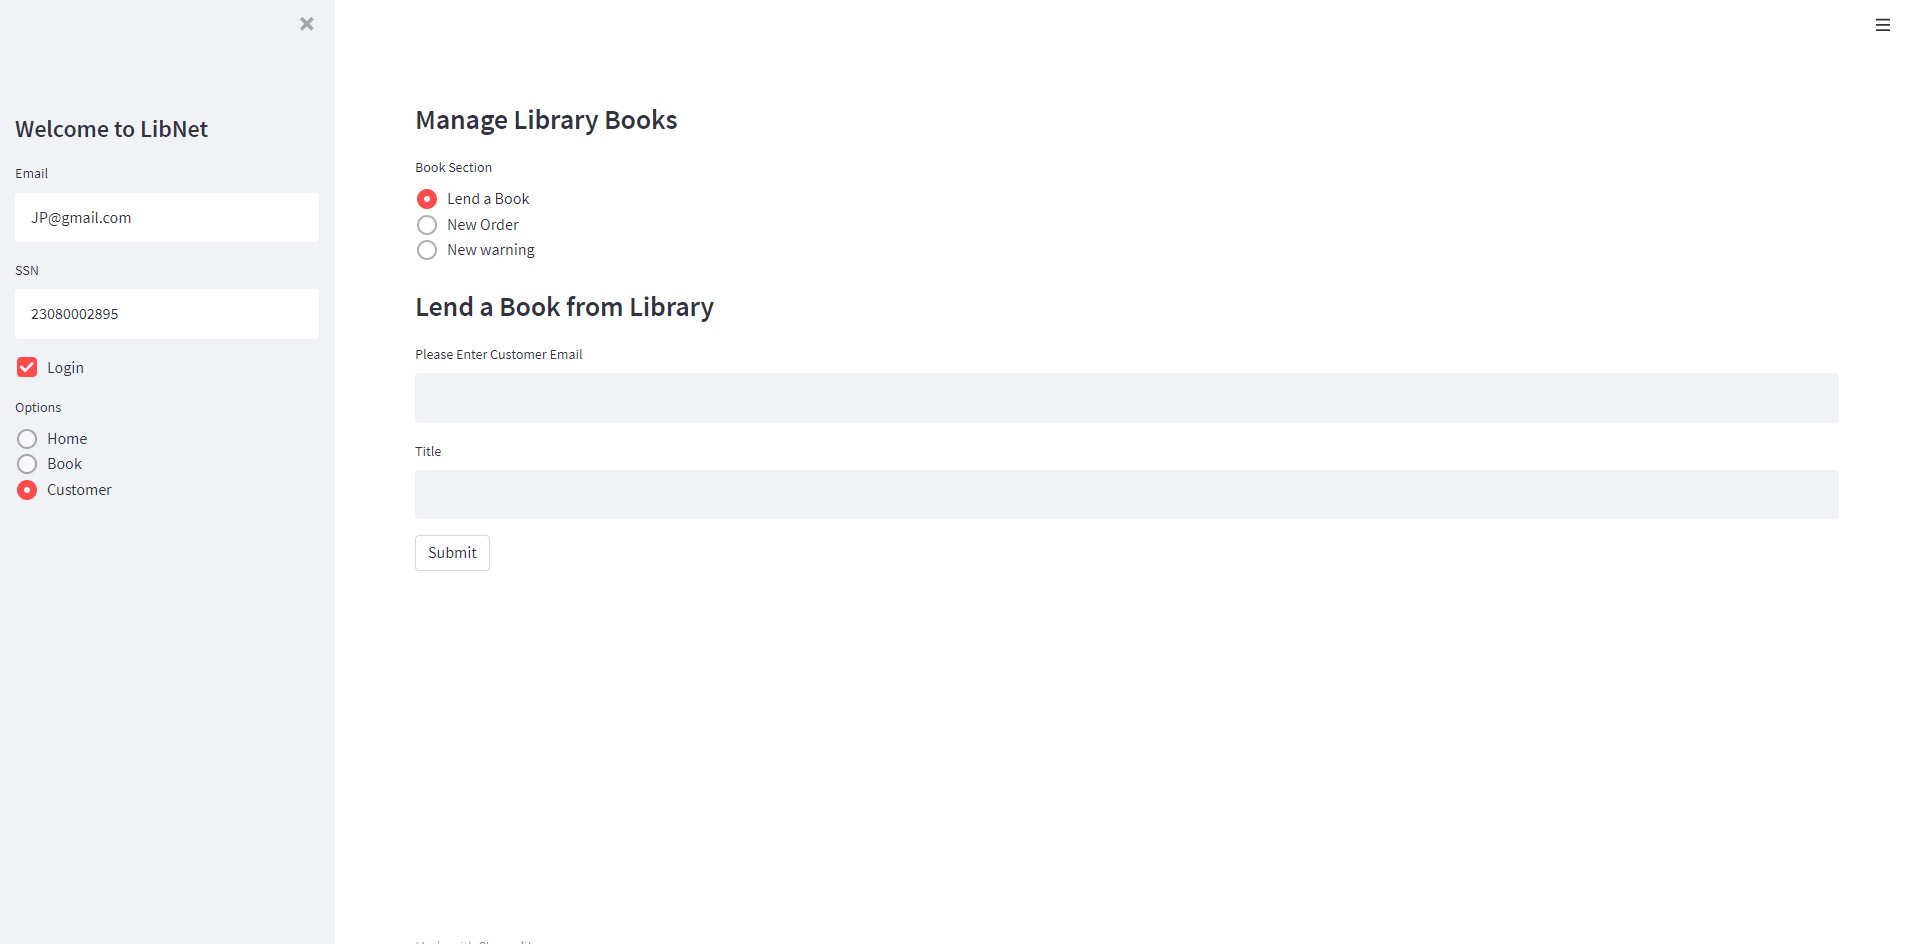 Welcome to LibNet
Email
JP@gmail.com
SSN
23080002895
Login
Options
Home
Book
Customer
Manage Library Books
Book Section
Lend a Book
New Order
New warning
Lend a Book from Library
Please Enter Customer Email
Title
Submit